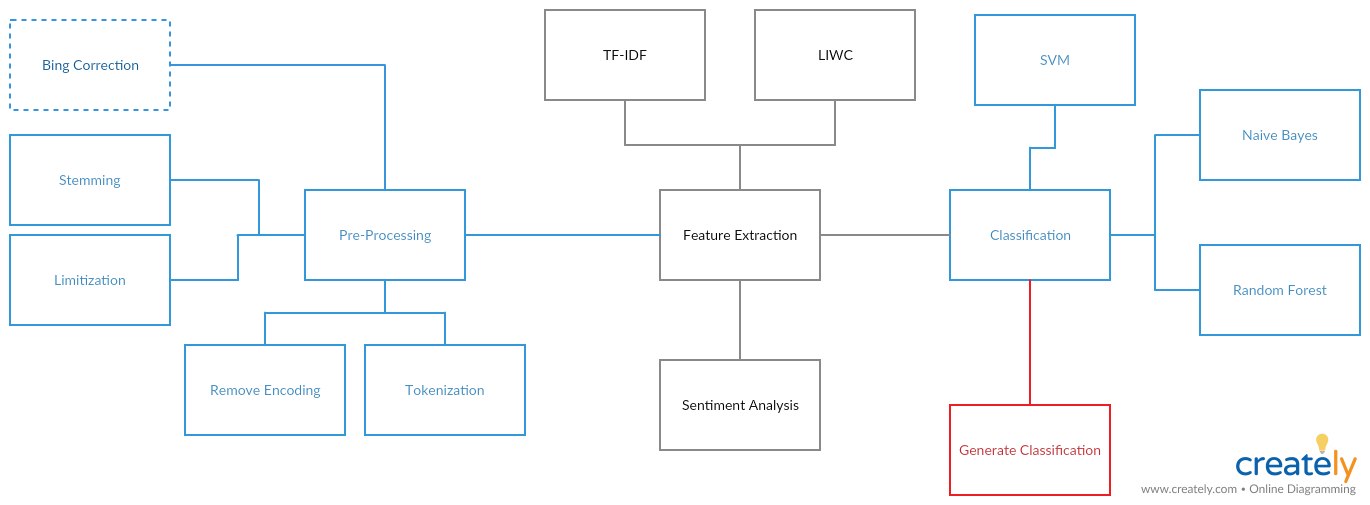 Bing Correction
TF-IDF
LIWC
SVM
Naive Bayes
Stemming
Pre-Processing
Feature Extraction
Classification
Limitization
Random Forest
Remove Encoding
Tokenization
Sentiment Analysis
Generate Classification
creately
www.creately.com • Online Diagramming